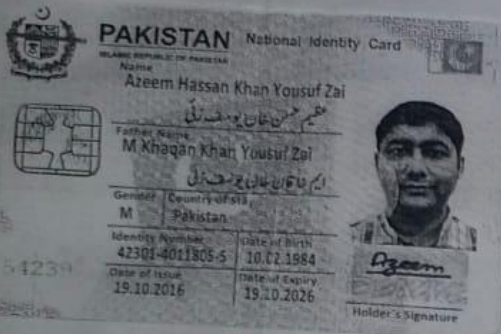 PAKISTAN National Identity Card
ISLAMIC REPUBLIC OF PAKISTAN
Name
Azeem Hassan Khan Yousuf Zai
عظیم حسن خان یوسف زئی
Father Name
M Khaqan Khan Yousuf Zai
ایم خاقان خان یوسف زئی
Gender Country of Stay
M Pakistan
Identity Number Date of Birth
42301-4011805-5 10.02.1984
Date of Issue Date of Expiry
19.10.2016 19.10.2026
Azeem
Holder's Signature